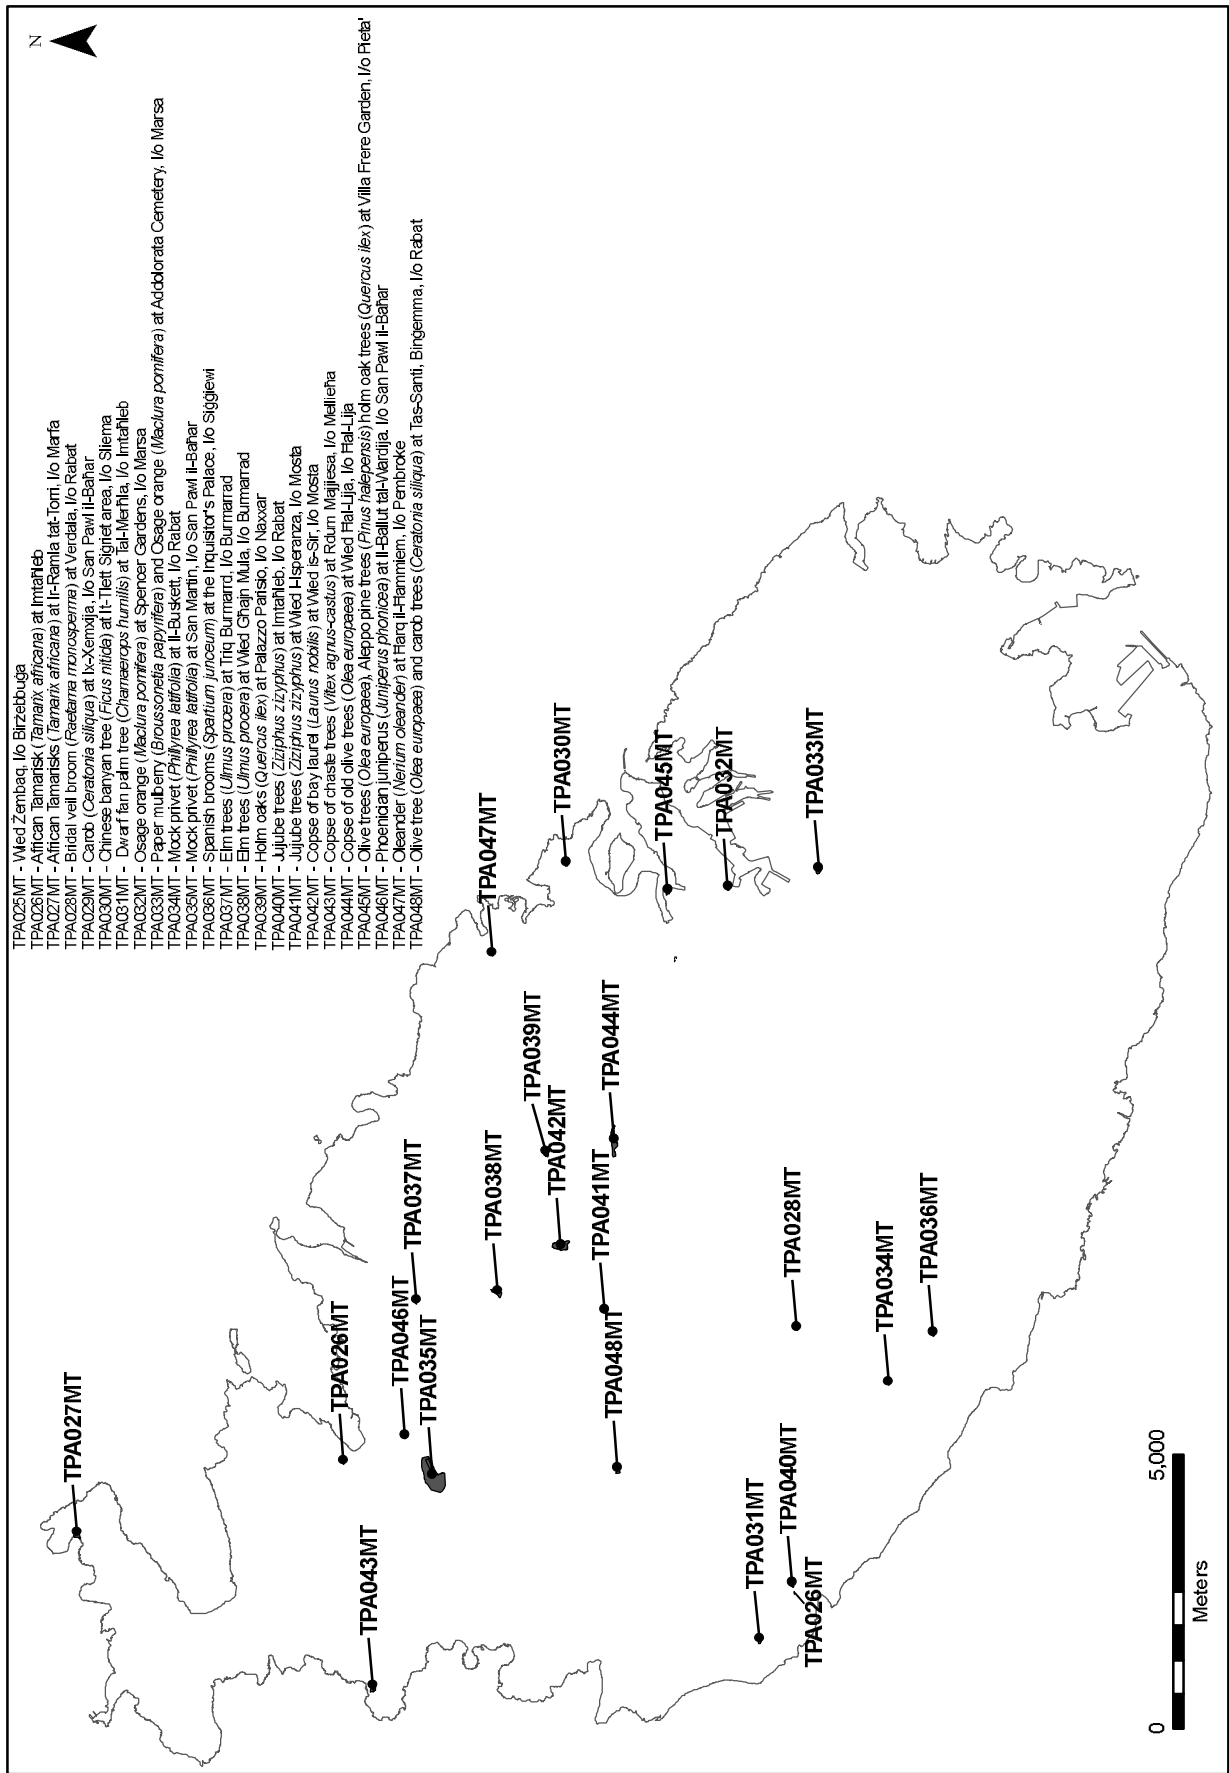 N
TPA025MT - Wied Żembaq, l/o Birżebbuġa
TPA026MT - African Tamarisk (Tamarix africana) at Imtaħleb
TPA027MT - African Tamarisks (Tamarix africana) at Ir-Ramla tat-Torri, l/o Marfa
TPA028MT - Bridal veil broom (Raetama monosperma) at Verdala, l/o Rabat
TPA029MT - Carob (Ceratonia siliqua) at Ix-Xemxija, l/o San Pawl il-Baħar
TPA030MT - Chinese banyan tree (Ficus nitida) at It-Tlett Siġriet area, l/o Sliema
TPA031MT - Dwarf fan palm tree (Chamaerops humilis) at Tal-Merħla, l/o Imtaħleb
TPA032MT - Osage orange (Maclura pomifera) at Spencer Gardens, l/o Marsa
TPA033MT - Paper mulberry (Broussonetia papyrifera) and Osage orange (Maclura pomifera) at Addolorata Cemetery, l/o Marsa
TPA034MT - Mock privet (Phillyrea latifolia) at Il-Buskett, l/o Rabat
TPA035MT - Mock privet (Phillyrea latifolia) at San Martin, l/o San Pawl il-Baħar
TPA036MT - Spanish brooms (Spartium junceum) at the Inquisitor's Palace, l/o Siġġiewi
TPA037MT - Elm trees (Ulmus procera) at Triq Burmarrd, l/o Burmarrad
TPA038MT - Elm trees (Ulmus procera) at Wied Għajn Mula, l/o Burmarrad
TPA039MT - Holm oaks (Quercus ilex) at Palazzo Parisio, l/o Naxxar
TPA040MT - Jujube trees (Ziziphus zizyphus) at Imtaħleb, l/o Rabat
TPA041MT - Jujube trees (Ziziphus zizyphus) at Wied l-Isperanza, l/o Mosta
TPA042MT - Copse of bay laurel (Laurus nobilis) at Wied is-Sir, l/o Mosta
TPA043MT - Copse of chaste trees (Vitex agnus-castus) at Rdum Majjiesa, l/o Mellieħa
TPA044MT - Copse of old olive trees (Olea europaea) at Wied Ħal-Lija, l/o Ħal-Lija
TPA045MT - Olive trees (Olea europaea), Aleppo pine trees (Pinus halepensis) holm oak trees (Quercus ilex) at Villa Frere Garden, l/o Pieta'
TPA046MT - Phoenician juniperus (Juniperus phonicea) at Il-Ballut tal-Wardija. l/o San Pawl il-Baħar
TPA047MT - Oleander (Nerium oleander) at Ħarq il-Ħammiem, l/o Pembroke
TPA048MT - Olive tree (Olea europaea) and carob trees (Ceratonia siliqua) at Tas-Santi, Binġemma, l/o Rabat
TPA027MT
TPA026MT
TPA043MT
TPA046MT
TPA037MT
TPA035MT
TPA038MT
TPA047MT
TPA039MT
TPA042MT
TPA030MT
TPA041MT
TPA044MT
TPA048MT
TPA045MT
TPA032MT
TPA031MT
TPA040MT
TPA026MT
TPA028MT
TPA033MT
TPA034MT
TPA036MT
0
5,000
Meters